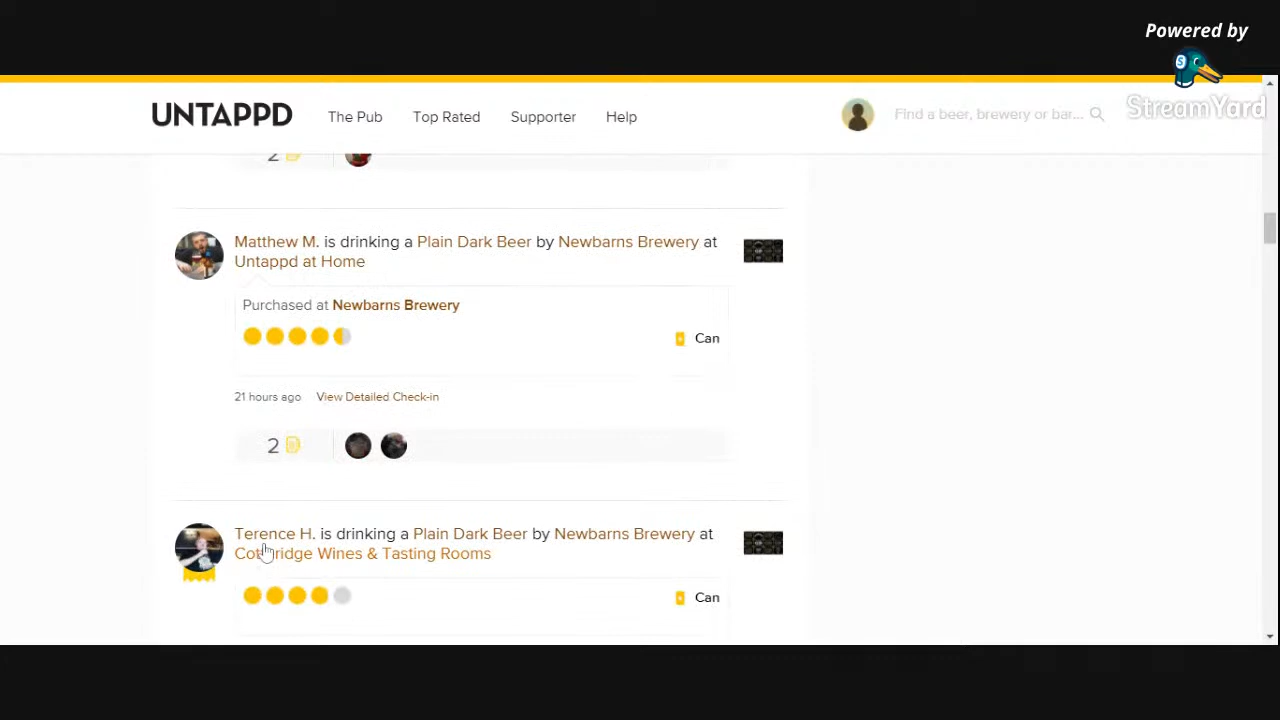 Powered by
StreamYard
UNTAPPD The Pub Top Rated Supporter Help Find a beer, brewery or bar...
2
Matthew M. is drinking a Plain Dark Beer by Newbarns Brewery at
Untappd at Home
Purchased at Newbarns Brewery
Can
21 hours ago View Detailed Check-in
2
Terence H. is drinking a Plain Dark Beer by Newbarns Brewery at
Wines & Tasting Rooms
Can